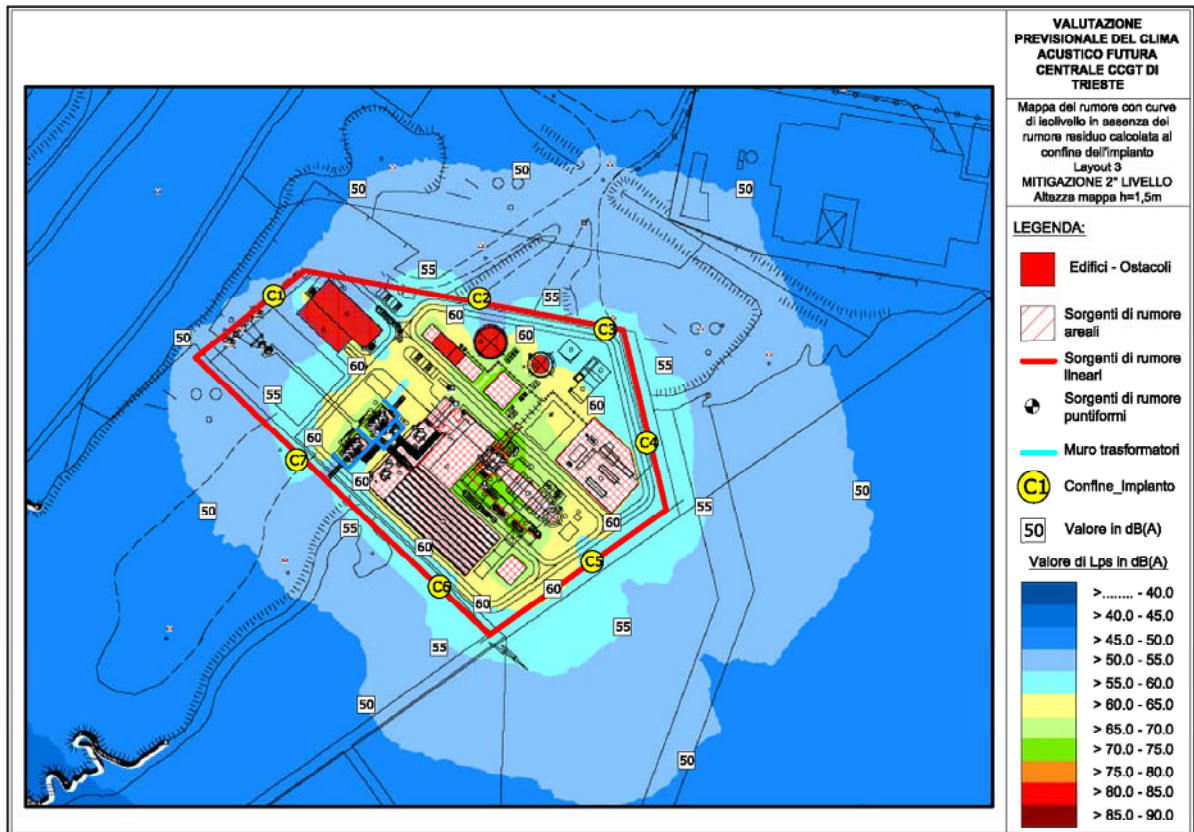 VALUTAZIONE
PREVISIONALE DEL CLIMA
ACUSTICO FUTURA
CENTRALE CCGT DI
TRIESTE
Mappa del rumore con curve
di isolivello in assenza del
rumore residuo calcolata al
confine dell'impianto
Layout 3
MITIGAZIONE 2° LIVELLO
Altezza mappa h=1,5m
LEGENDA:
Edifici - Ostacoli
Sorgenti di rumore
areali
Sorgenti di rumore
lineari
Sorgenti di rumore
puntiformi
Muro trasformatori
C1 Confine_Impianto
50 Valore in dB(A)
Valore di Lps in dB(A)
>........ - 40.0
> 40.0 - 45.0
> 45.0 - 50.0
> 50.0 - 55.0
> 55.0 - 60.0
> 60.0 - 65.0
> 65.0 - 70.0
> 70.0 - 75.0
> 75.0 - 80.0
> 80.0 - 85.0
> 85.0 - 90.0
50
50
50
55
C1
C2
55
60
C3
60
50
60
55
55
60
60
C4
C7
60
50
55
55
60
50
60
C5
C6
60
60
55
55
50
50